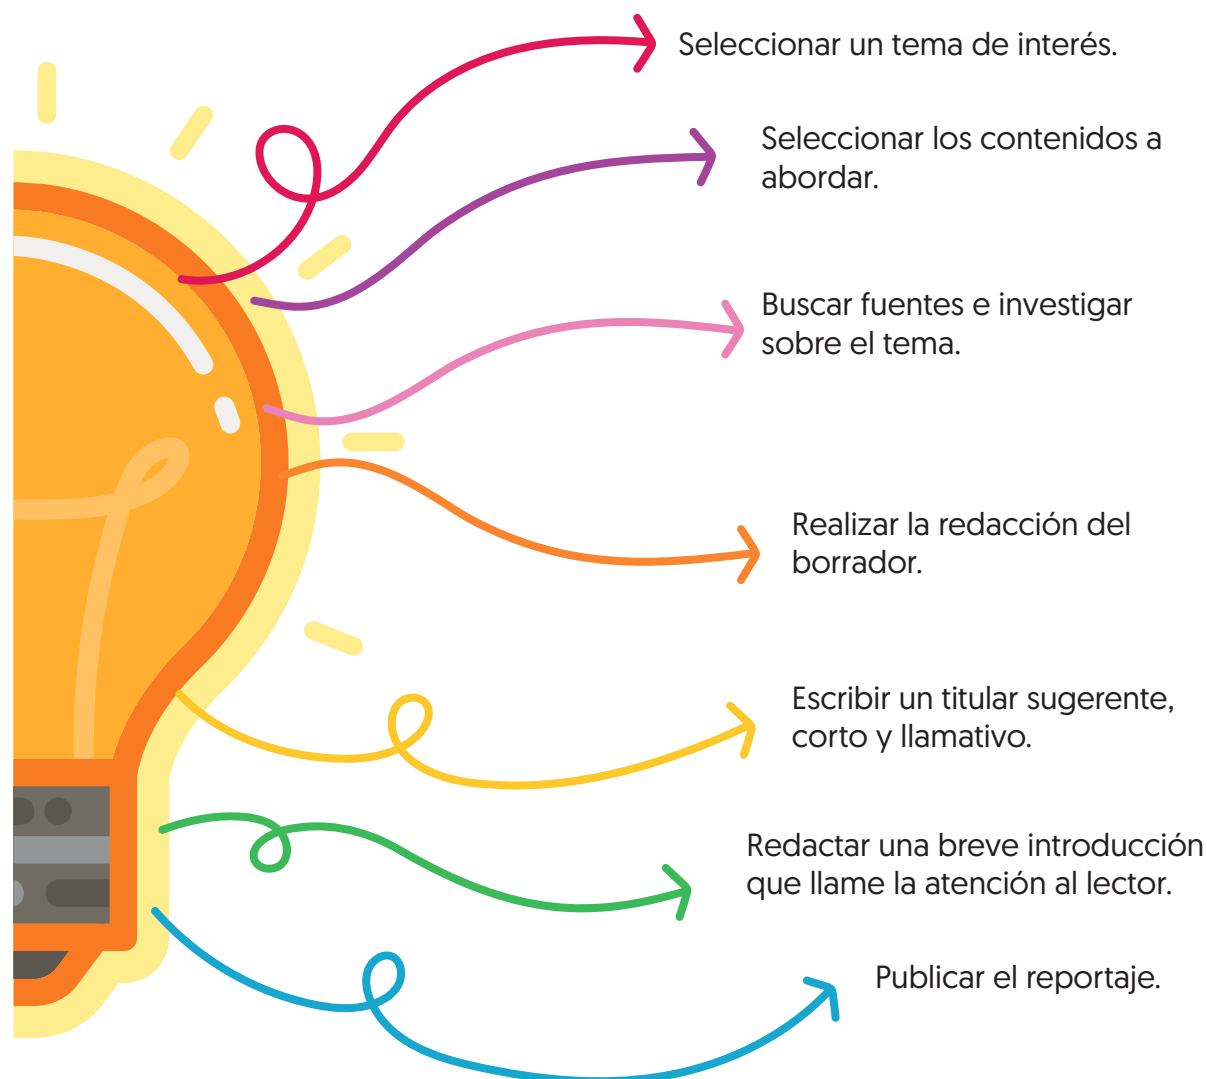 Seleccionar un tema de interés.
Seleccionar los contenidos a
abordar.
Buscar fuentes e investigar
sobre el tema.
Realizar la redacción del
borrador.
Escribir un titular sugerente,
corto y llamativo.
Redactar una breve introducción
que llame la atención al lector.
Publicar el reportaje.